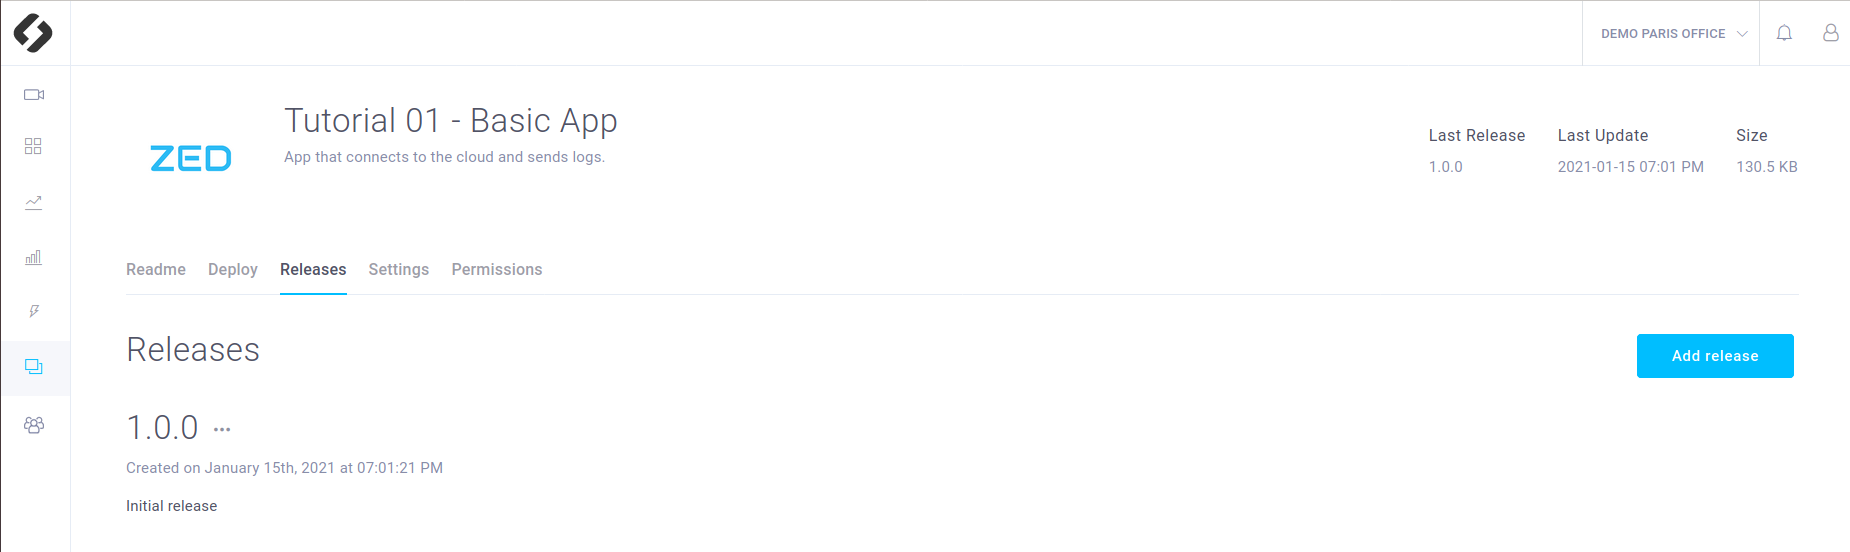 DEMO PARIS OFFICE
ZED
Tutorial 01 - Basic App
App that connects to the cloud and sends logs.
Last Release Last Update Size
1.0.0 2021-01-15 07:01 PM 130.5 KB
Readme Deploy Releases Settings Permissions
Releases
Add release
1.0.0 •••
Created on January 15th, 2021 at 07:01:21 PM
Initial release